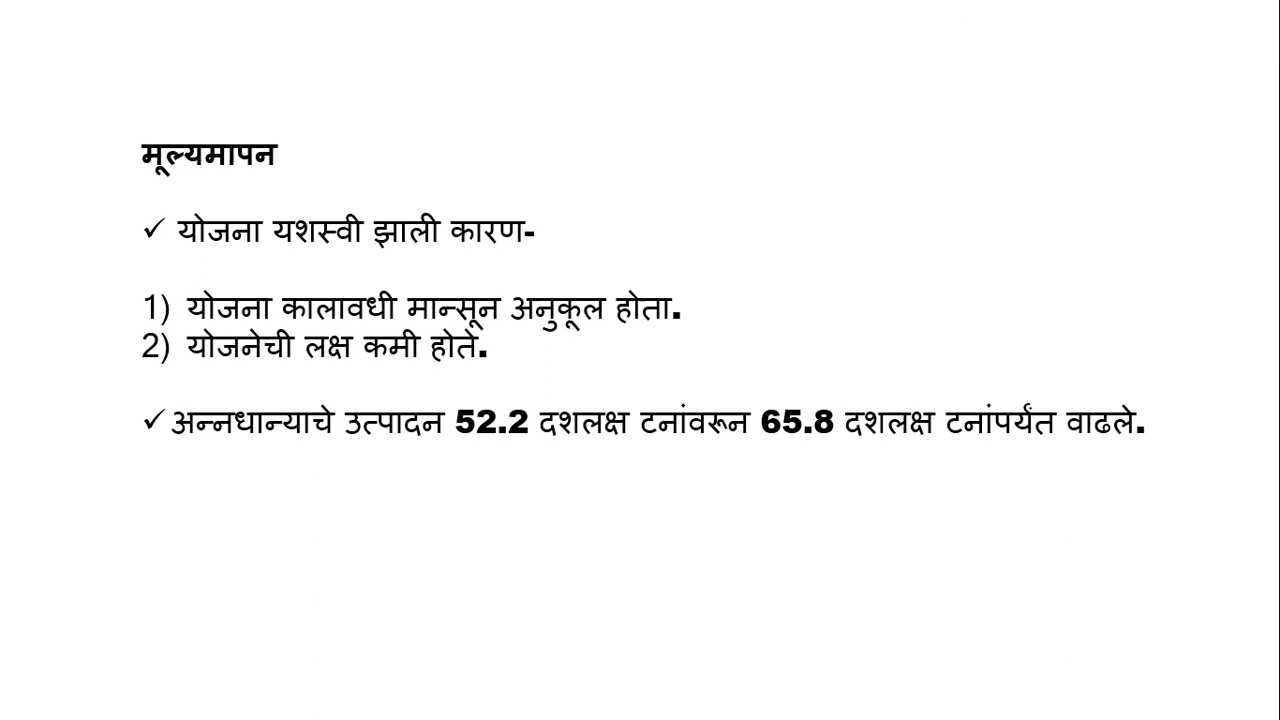 मूल्यमापन
✓ योजना यशस्वी झाली कारण-
1) योजना कालावधी मान्सून अनुकूल होता.
2) योजनेची लक्ष कमी होते.
✓ अन्नधान्याचे उत्पादन 52.2 दशलक्ष टनांवरून 65.8 दशलक्ष टनांपर्यंत वाढले.